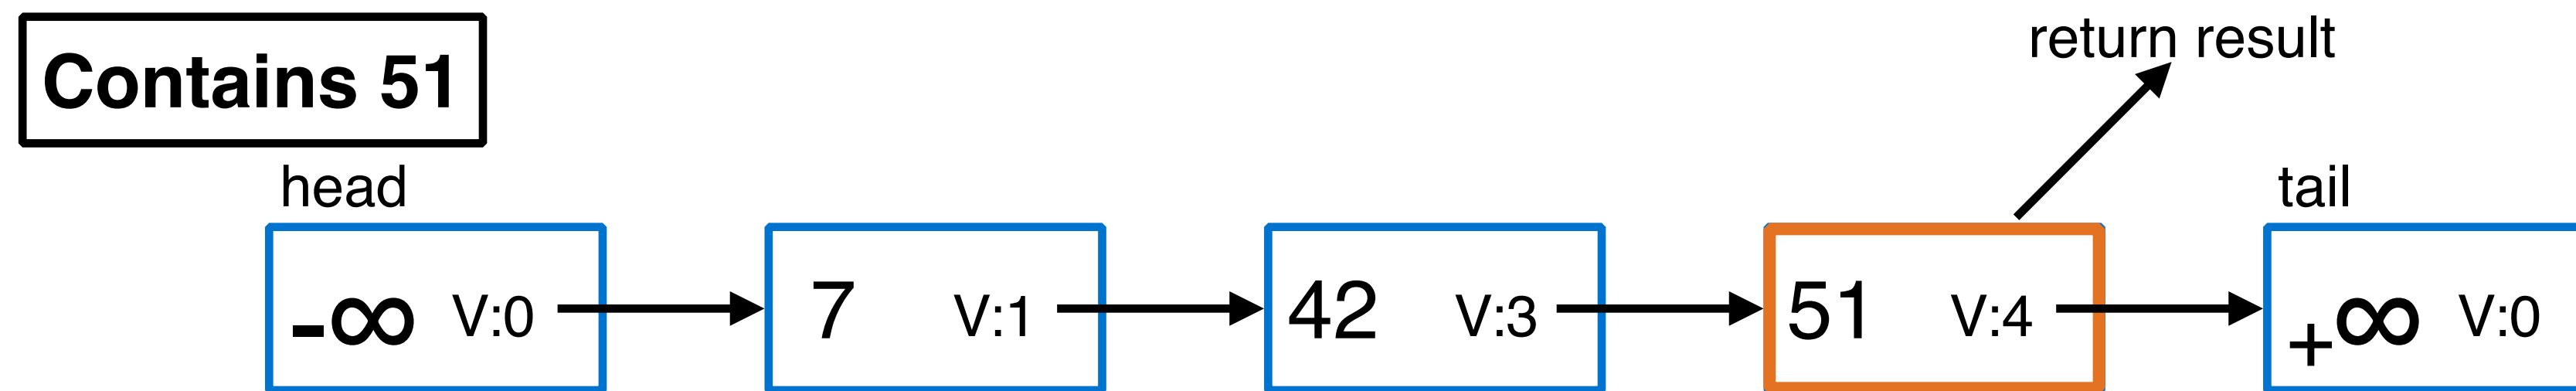 return result
Contains 51
head
tail
-∞ V:0 7 V:1 42 V:3 51 V:4 +∞ V:0